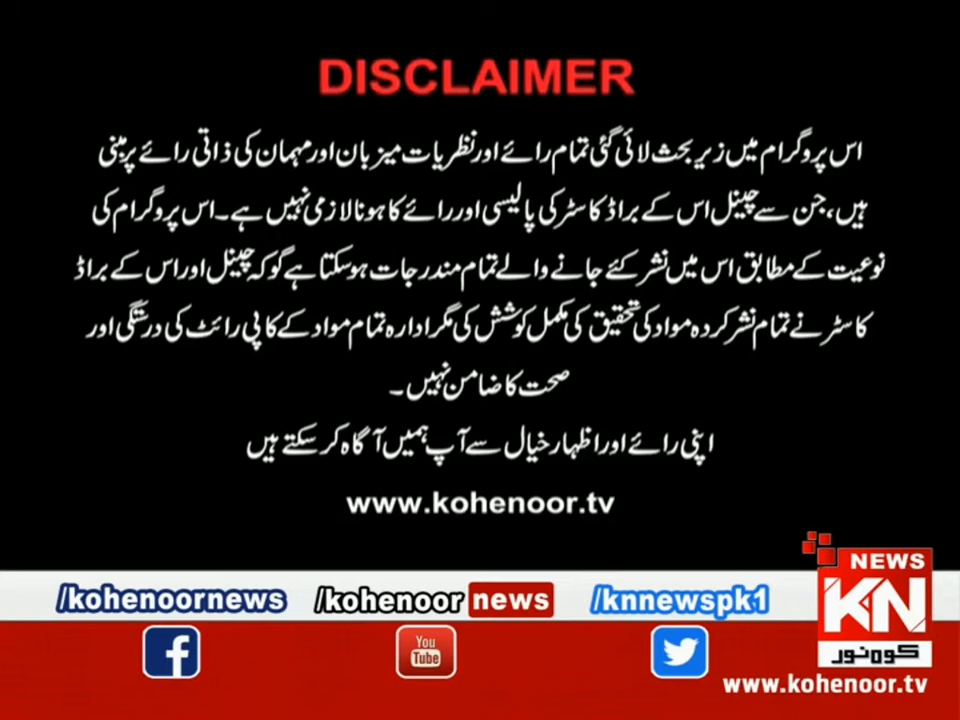 DISCLAIMER
اس پروگرام میں زیر بحث لائی گئی تمام رائے اور نظریات میزبان اور مہمان کی ذاتی رائے پر مبنی
ہیں، جن سے چینل اس کے براڈ کاسٹر کی پالیسی اور رائے کا ہونا لازمی نہیں ہے۔ اس پروگرام کی
نوعیت کے مطابق اس میں نشر کئے جانے والے تمام مندرجات ہو سکتا ہے گو کہ چینل اور اس کے براڈ
کاسٹر نے تمام نشر کردہ مواد کی تحقیق کی مکمل کوشش کی مگر ادارہ تمام مواد کے کاپی رائٹ کی درستگی اور
صحت کا ضامن نہیں۔
اپنی رائے اور اظہار خیال سے آپ ہمیں آگاہ کر سکتے ہیں
www.kohenoor.tv
/kohenoornews
/kohenoor news
/knnewspk1
You Tube
NEWS
KN
کوہ نور
www.kohenoor.tv